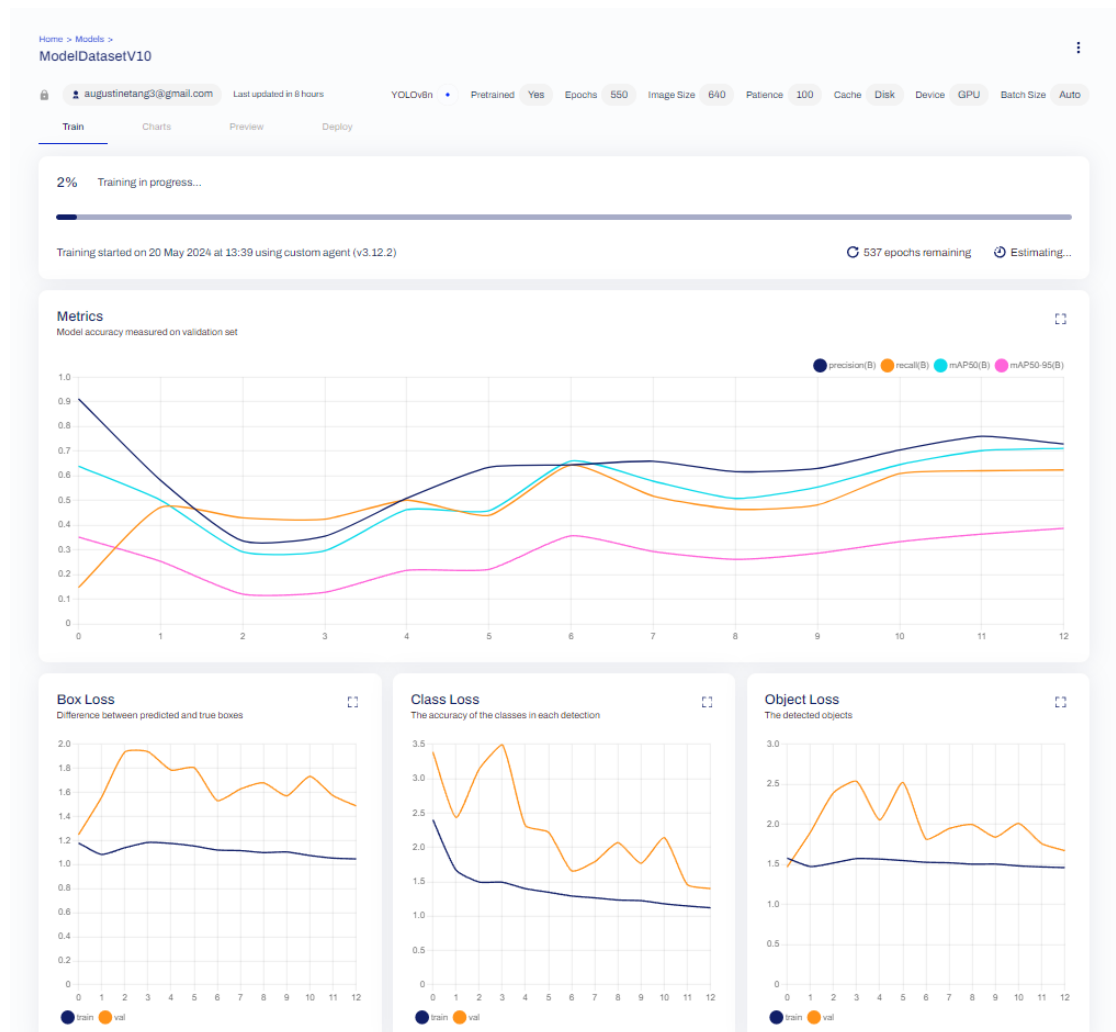 Home > Models >
ModelDatasetV10
augustinetang3@gmail.com Last updated in 8 hours YOLOv8n Pretrained Yes Epochs 550 Image Size 640 Patience 100 Cache Disk Device GPU Batch Size Auto
Train Charts Preview Deploy
2% Training in progress...
Training started on 20 May 2024 at 13:39 using custom agent (v3.12.2) 537 epochs remaining Estimating...
Metrics
Model accuracy measured on validation set
precision(B) recall(B) mAP50(B) mAP50-95(B)
1.0
0.9
0.8
0.7
0.6
0.5
0.4
0.3
0.2
0.1
0
0 1 2 3 4 5 6 7 8 9 10 11 12
Box Loss
Difference between predicted and true boxes
2.0
1.8
1.6
1.4
1.2
1.0
0.8
0.6
0.4
0.2
0
0 1 2 3 4 5 6 7 8 9 10 11 12
train val
Class Loss
The accuracy of the classes in each detection
3.5
3.0
2.5
2.0
1.5
1.0
0.5
0
0 1 2 3 4 5 6 7 8 9 10 11 12
train val
Object Loss
The detected objects
3.0
2.5
2.0
1.5
1.0
0.5
0
0 1 2 3 4 5 6 7 8 9 10 11 12
train val